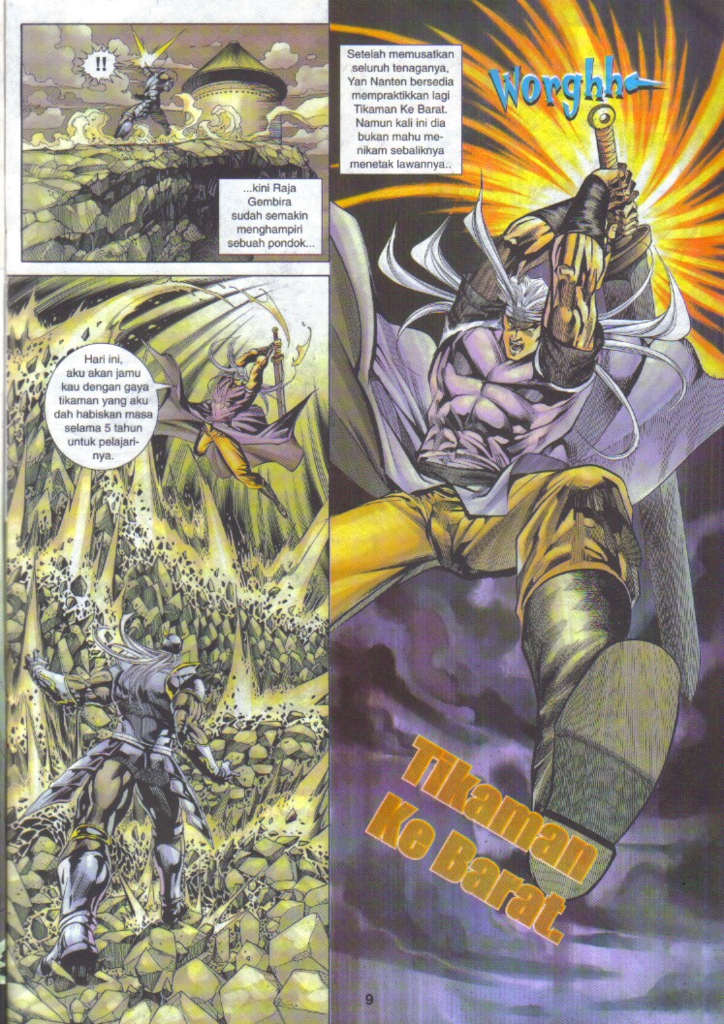 !!
...kini Raja
Gembira
sudah semakin
menghampiri
sebuah pondok...
Hari ini,
aku akan jamu
kau dengan gaya
tikaman yang aku
dah habiskan masa
selama 5 tahun
untuk pelajari-
nya.
Setelah memusatkan
seluruh tenaganya,
Yan Nanten bersedia
mempraktikkan lagi
Tikaman Ke Barat.
Namun kali ini dia
bukan mahu me-
nikam sebaliknya
menetak lawannya..
Worghh
Tikaman
Ke Barat.
9